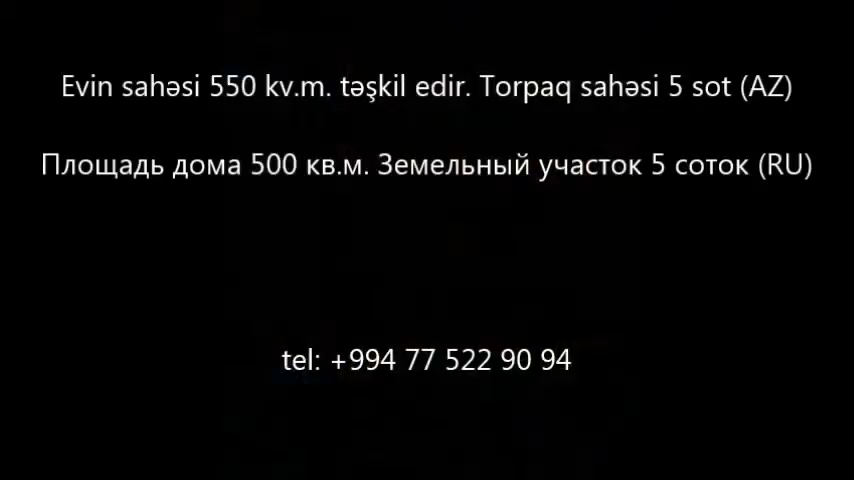 Evin sahəsi 550 kv.m. təşkil edir. Torpaq sahəsi 5 sot (AZ)
Площадь дома 500 кв.м. Земельный участок 5 соток (RU)
tel: +994 77 522 90 94